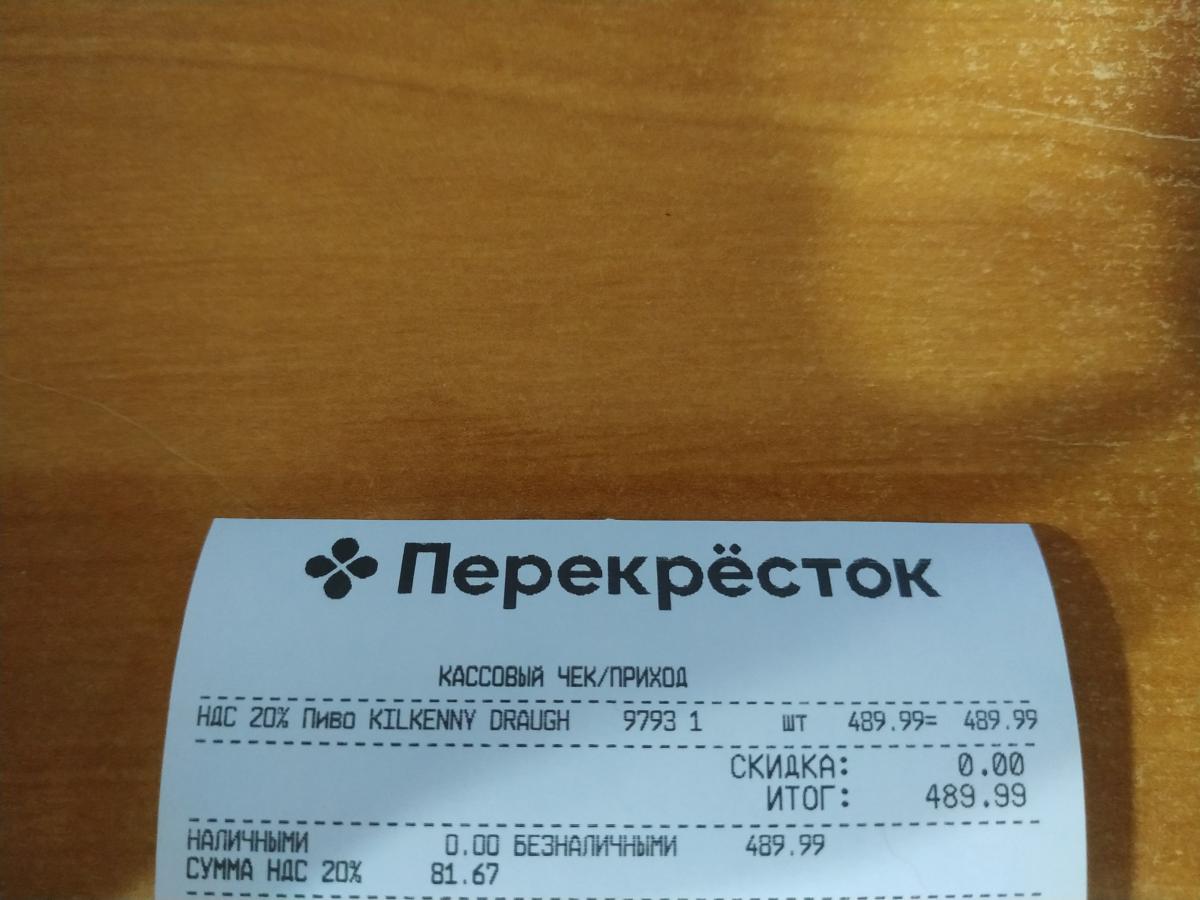 Перекрёсток
КАССОВЫЙ ЧЕК/ПРИХОД
НДС 20% Пиво KILKENNY DRAUGH 9793 1 шт 489.99= 489.99
СКИДКА: 0.00
ИТОГ: 489.99
НАЛИЧНЫМИ 0.00 БЕЗНАЛИЧНЫМИ 489.99
СУММА НДС 20% 81.67